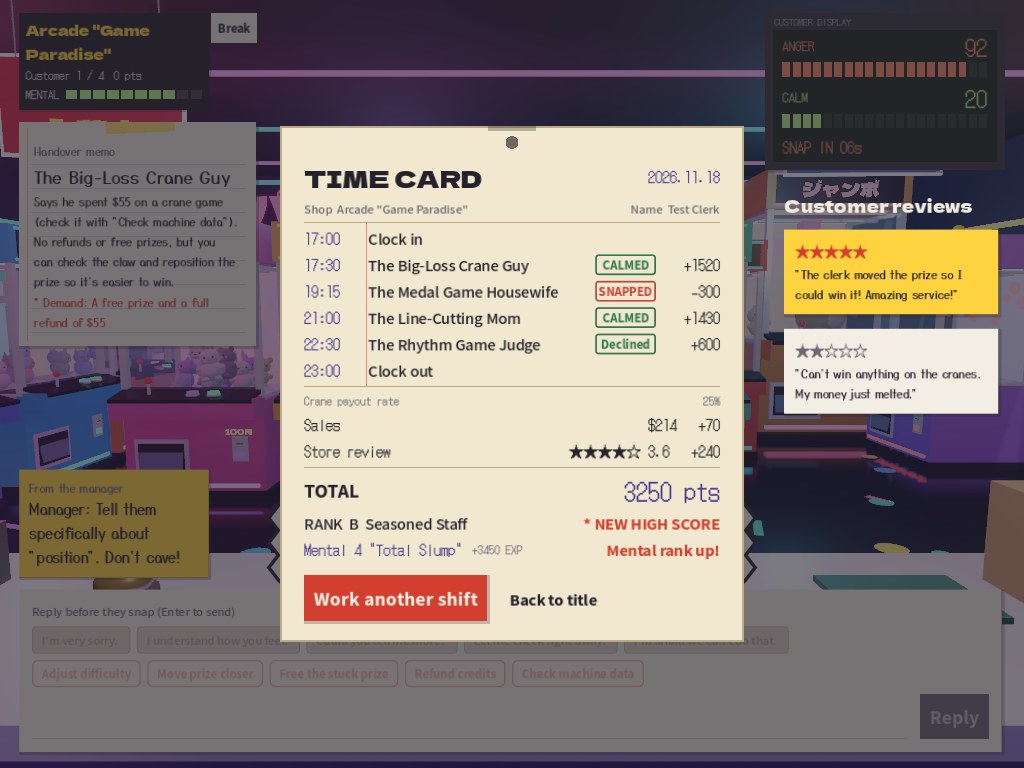 Arcade "Game
Paradise"
Break
Customer 1 / 4 0 pts
MENTAL
CUSTOMER DISPLAY
ANGER 92
CALM 20
SNAP IN 06s
ジャンボ
Handover memo
The Big-Loss Crane Guy
Says he spent $55 on a crane game
(check it with "Check machine data").
No refunds or free prizes, but you
can check the claw and reposition the
prize so it's easier to win.
* Demand: A free prize and a full
refund of $55
TIME CARD 2026.11.18
Shop Arcade "Game Paradise" Name Test Clerk
17:00 Clock in
17:30 The Big-Loss Crane Guy CALMED +1520
19:15 The Medal Game Housewife SNAPPED -300
21:00 The Line-Cutting Mom CALMED +1430
22:30 The Rhythm Game Judge Declined +600
23:00 Clock out
Crane payout rate 25%
Sales $214 +70
Store review ★★★★☆ 3.6 +240
TOTAL 3250 pts
RANK B Seasoned Staff * NEW HIGH SCORE
Mental 4 "Total Slump" +3450 EXP Mental rank up!
Work another shift Back to title
Customer reviews
★★★★★
"The clerk moved the prize so I
could win it! Amazing service!"
★★☆☆☆
"Can't win anything on the cranes.
My money just melted."
100円
From the manager
Manager: Tell them
specifically about
"position". Don't cave!
Reply before they snap (Enter to send)
I'm very sorry. I understand how you feel.
Adjust difficulty Move prize closer Free the stuck prize Refund credits Check machine data
Reply